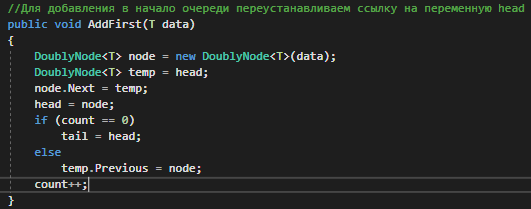 //Для добавления в начало очереди переустанавливаем ссылку на переменную head
public void AddFirst(T data)
{
    DoublyNode<T> node = new DoublyNode<T>(data);
    DoublyNode<T> temp = head;
    node.Next = temp;
    head = node;
    if (count == 0)
        tail = head;
    else
        temp.Previous = node;
    count++;
}